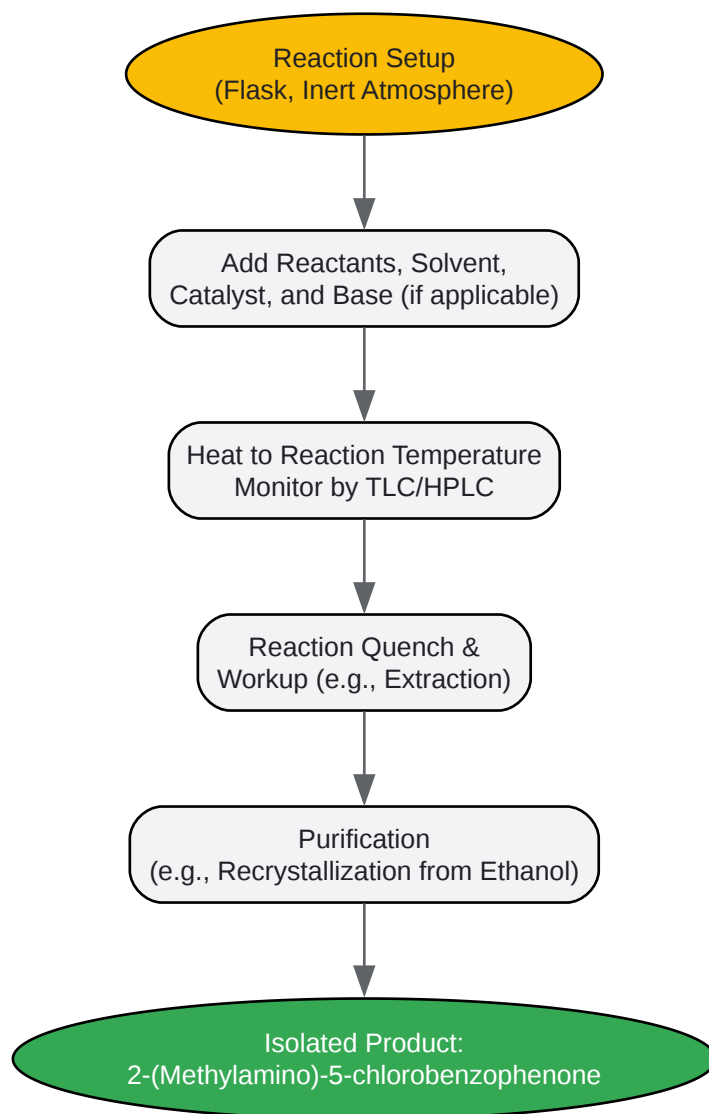 Reaction Setup
(Flask, Inert Atmosphere)
Add Reactants, Solvent,
Catalyst, and Base (if applicable)
Heat to Reaction Temperature
Monitor by TLC/HPLC
Reaction Quench &
Workup (e.g., Extraction)
Purification
(e.g., Recrystallization from Ethanol)
Isolated Product:
2-(Methylamino)-5-chlorobenzophenone